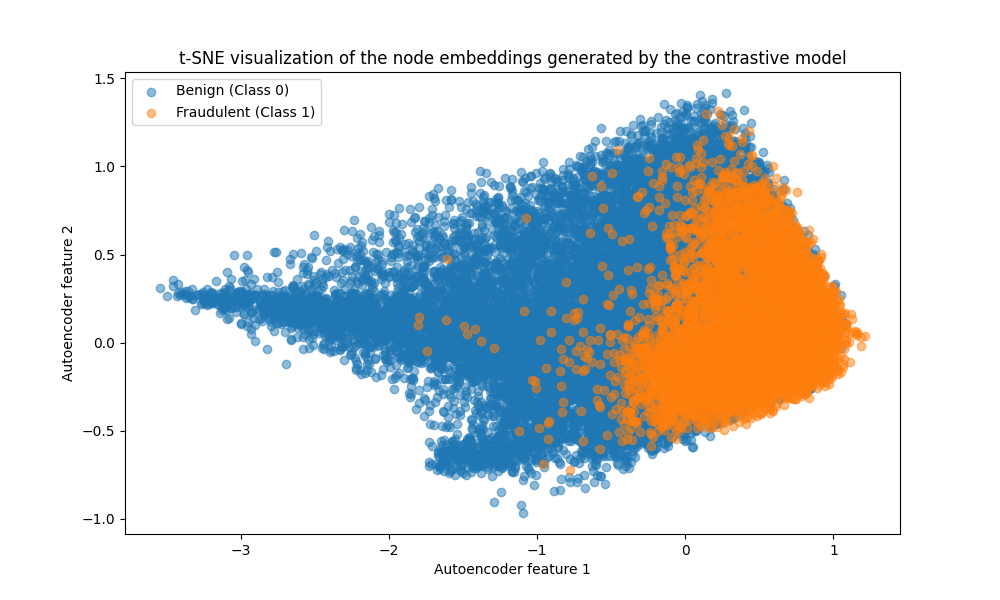 t-SNE visualization of the node embeddings generated by the contrastive model
Benign (Class 0)
Fraudulent (Class 1)
Autoencoder feature 2
1.5
1.0
0.5
0.0
−0.5
−1.0
−3
−2
−1
0
1
Autoencoder feature 1